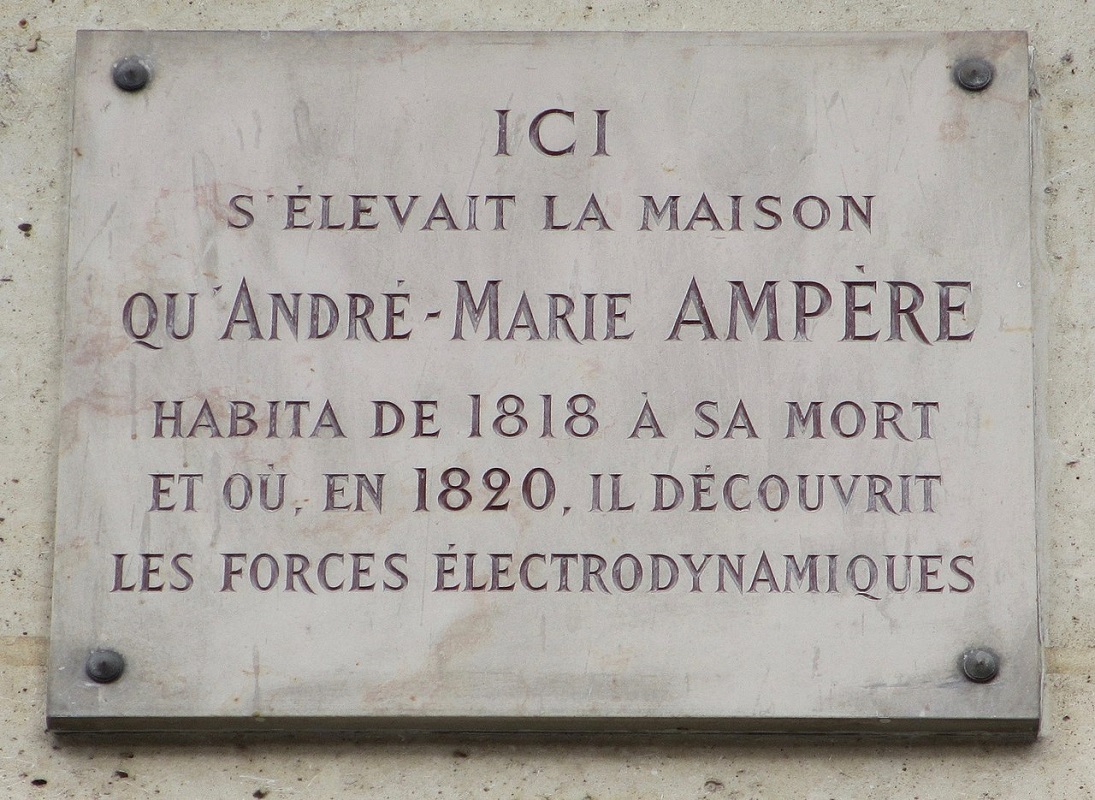 ICI
S'ÉLEVAIT LA MAISON
QU'ANDRÉ-MARIE AMPÈRE
HABITA DE 1818 À SA MORT
ET OÙ, EN 1820, IL DÉCOUVRIT
LES FORCES ÉLECTRODYNAMIQUES